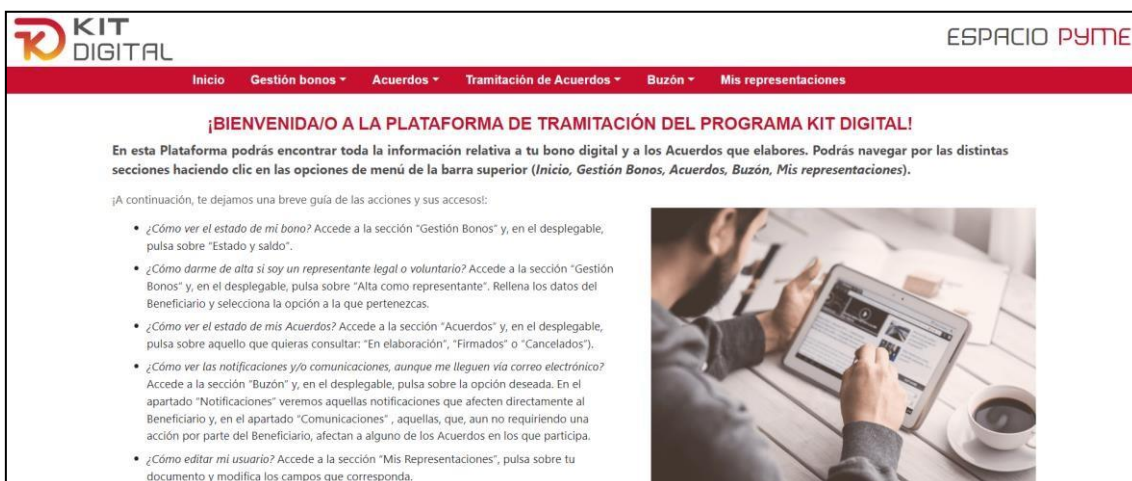 KIT
DIGITAL
ESPACIO PYME
Inicio Gestión bonos Acuerdos Tramitación de Acuerdos Buzón Mis representaciones
¡BIENVENIDA/O A LA PLATAFORMA DE TRAMITACIÓN DEL PROGRAMA KIT DIGITAL!
En esta Plataforma podrás encontrar toda la información relativa a tu bono digital y a los Acuerdos que elabores. Podrás navegar por las distintas
secciones haciendo clic en las opciones de menú de la barra superior (Inicio, Gestión Bonos, Acuerdos, Buzón, Mis representaciones).
¡A continuación, te dejamos una breve guía de las acciones y sus accesos!:
• ¿Cómo ver el estado de mi bono? Accede a la sección "Gestión Bonos" y, en el desplegable,
pulsa sobre "Estado y saldo".
• ¿Cómo darme de alta si soy un representante legal o voluntario? Accede a la sección "Gestión
Bonos" y, en el desplegable, pulsa sobre "Alta como representante". Rellena los datos del
Beneficiario y selecciona la opción a la que pertenezcas.
• ¿Cómo ver el estado de mis Acuerdos? Accede a la sección "Acuerdos" y, en el desplegable,
pulsa sobre aquello que quieras consultar: "En elaboración", "Firmados" o "Cancelados").
• ¿Cómo ver las notificaciones y/o comunicaciones, aunque me lleguen vía correo electrónico?
Accede a la sección "Buzón" y, en el desplegable, pulsa sobre la opción deseada. En el
apartado "Notificaciones" veremos aquellas notificaciones que afecten directamente al
Beneficiario y, en el apartado "Comunicaciones" , aquellas, que, aun no requiriendo una
acción por parte del Beneficiario, afectan a alguno de los Acuerdos en los que participa.
• ¿Cómo editar mi usuario? Accede a la sección "Mis Representaciones", pulsa sobre tu
documento y modifica los campos que corresponda.